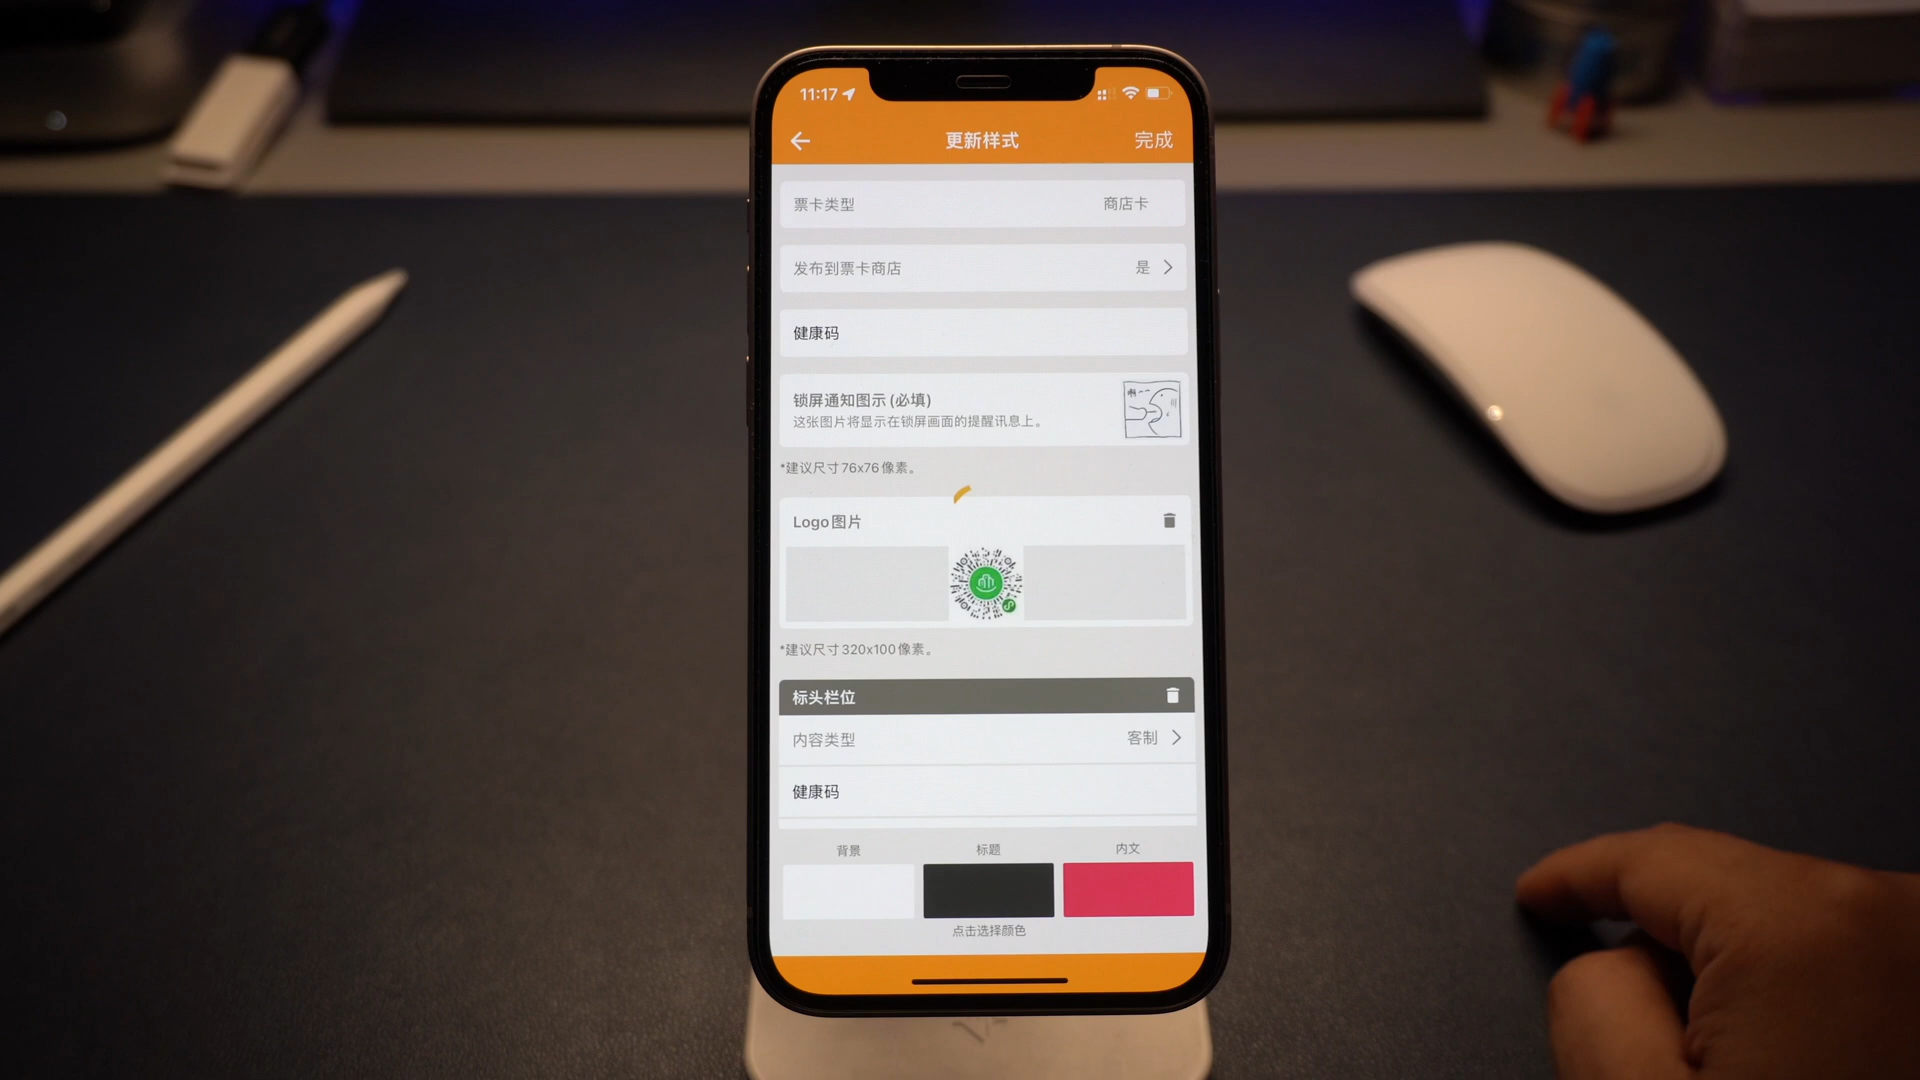 11:17
更新样式
完成
票卡类型
商店卡
发布到票卡商店
是
健康码
锁屏通知图示 (必填)
这张图片将显示在锁屏画面的提醒讯息上。
*建议尺寸76x76像素。
Logo图片
*建议尺寸320x100像素。
标头栏位
内容类型
客制
健康码
背景
标题
内文
点击选择颜色